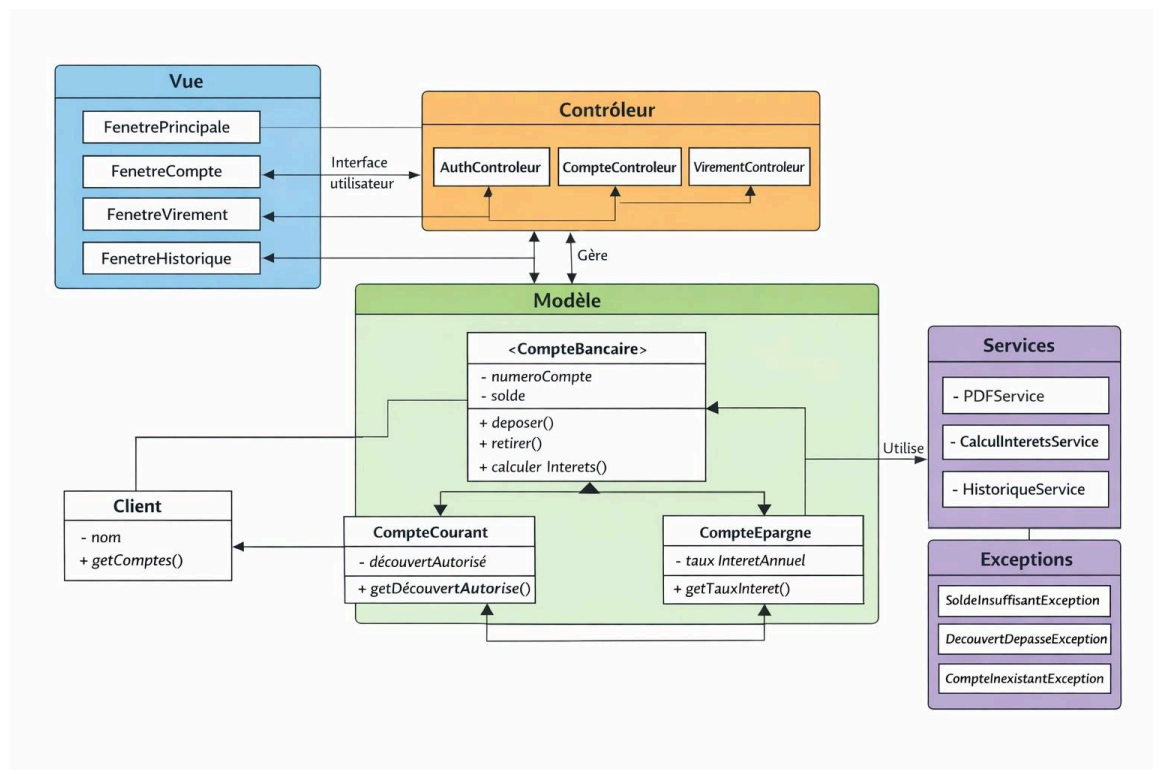 Vue
FenetrePrincipale
FenetreCompte
FenetreVirement
FenetreHistorique
Interface
utilisateur
Contróleur
AuthControleur
CompteControleur
VirementControleur
Gère
Modèle
<CompteBancaire>
- numeroCompte
- solde
+ deposer()
+ retirer()
+ calculer Interets()
CompteCourant
- découvertAutorisé
+ getDécouvertAutorise()
CompteEpargne
- taux InteretAnnuel
+ getTauxInteret()
Client
- nom
+ getComptes()
Utilise
Services
- PDFService
- CalculInteretsService
- HistoriqueService
Exceptions
SoldeInsuffisantException
DecouvertDepasseException
CompteInexistantException